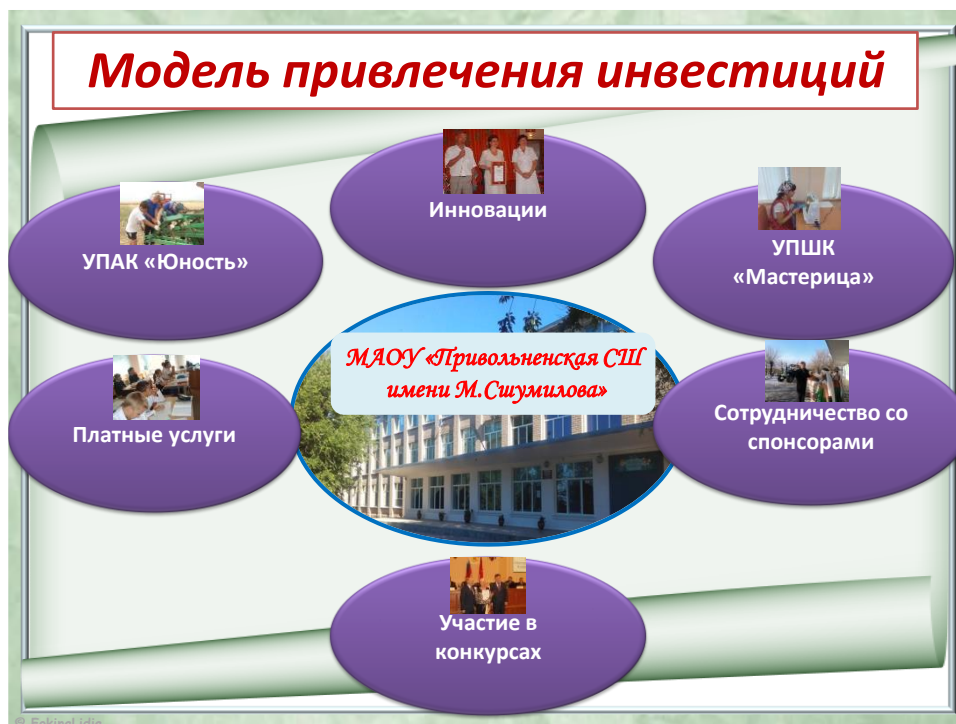 Модель привлечения инвестиций
Инновации
УПАК «Юность»
УПШК
«Мастерица»
МАОУ «Привольненская СШ
имени М.Сшумилова»
Платные услуги
Сотрудничество со
спонсорами
Участие в
конкурсах